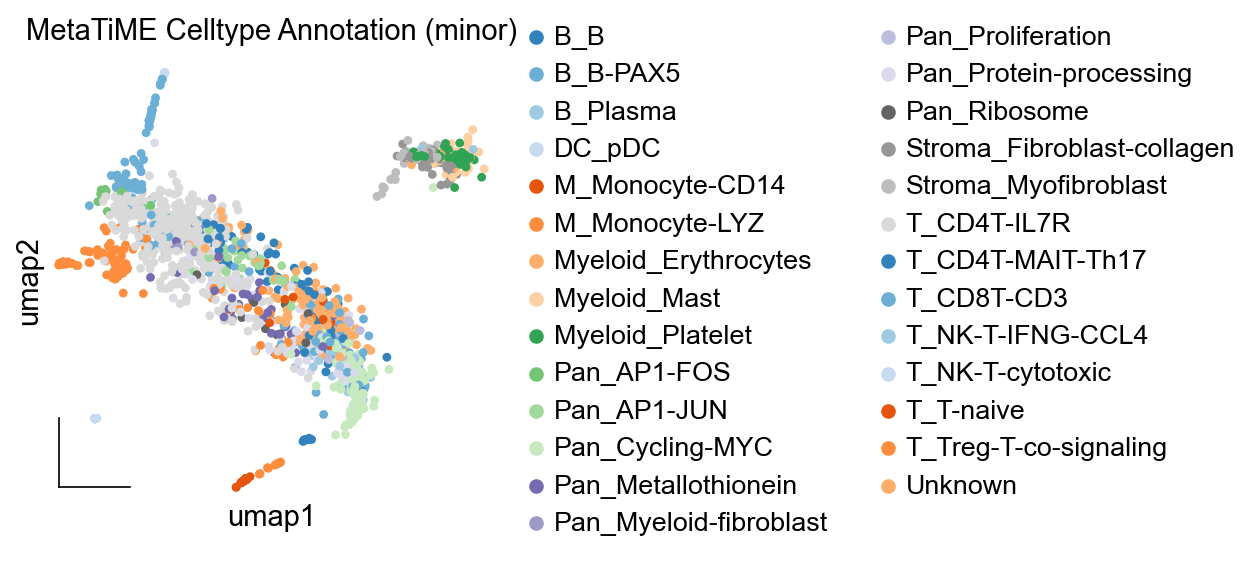 MetaTiME Celltype Annotation (minor)
umap2
umap1
B_B
B_B-PAX5
B_Plasma
DC_pDC
M_Monocyte-CD14
M_Monocyte-LYZ
Myeloid_Erythrocytes
Myeloid_Mast
Myeloid_Platelet
Pan_AP1-FOS
Pan_AP1-JUN
Pan_Cycling-MYC
Pan_Metallothionein
Pan_Myeloid-fibroblast
Pan_Proliferation
Pan_Protein-processing
Pan_Ribosome
Stroma_Fibroblast-collagen
Stroma_Myofibroblast
T_CD4T-IL7R
T_CD4T-MAIT-Th17
T_CD8T-CD3
T_NK-T-IFNG-CCL4
T_NK-T-cytotoxic
T_T-naive
T_Treg-T-co-signaling
Unknown